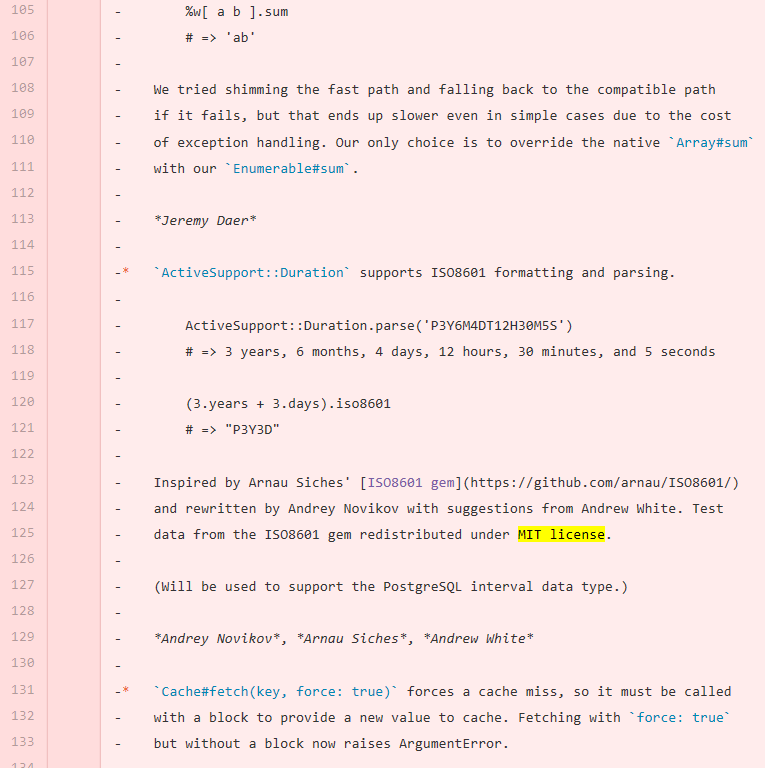 105 - %w[ a b ].sum
106 - # => 'ab'
107 -
108 - We tried shimming the fast path and falling back to the compatible path
109 - if it fails, but that ends up slower even in simple cases due to the cost
110 - of exception handling. Our only choice is to override the native `Array#sum`
111 - with our `Enumerable#sum`.
112 -
113 - *Jeremy Daer*
114 -
115 -* `ActiveSupport::Duration` supports ISO8601 formatting and parsing.
116 -
117 - ActiveSupport::Duration.parse('P3Y6M4DT12H30M5S')
118 - # => 3 years, 6 months, 4 days, 12 hours, 30 minutes, and 5 seconds
119 -
120 - (3.years + 3.days).iso8601
121 - # => "P3Y3D"
122 -
123 - Inspired by Arnau Siches' [ISO8601 gem](https://github.com/arnau/ISO8601/)
124 - and rewritten by Andrey Novikov with suggestions from Andrew White. Test
125 - data from the ISO8601 gem redistributed under MIT license.
126 -
127 - (Will be used to support the PostgreSQL interval data type.)
128 -
129 - *Andrey Novikov*, *Arnau Siches*, *Andrew White*
130 -
131 -* `Cache#fetch(key, force: true)` forces a cache miss, so it must be called
132 - with a block to provide a new value to cache. Fetching with `force: true`
133 - but without a block now raises ArgumentError.
134